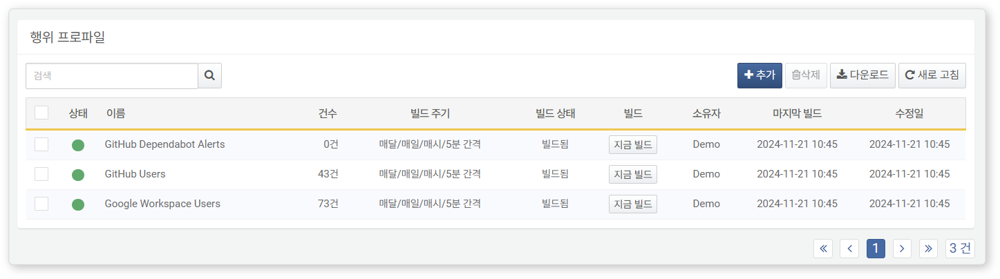 행위 프로파일
검색
추가 삭제 다운로드 새로 고침
상태 이름 건수 빌드 주기 빌드 상태 빌드 소유자 마지막 빌드 수정일
GitHub Dependabot Alerts 0건 매달/매일/매시/5분 간격 빌드됨 지금 빌드 Demo 2024-11-21 10:45 2024-11-21 10:45
GitHub Users 43건 매달/매일/매시/5분 간격 빌드됨 지금 빌드 Demo 2024-11-21 10:45 2024-11-21 10:45
Google Workspace Users 73건 매달/매일/매시/5분 간격 빌드됨 지금 빌드 Demo 2024-11-21 10:45 2024-11-21 10:45
« ‹ 1 › » 3 건